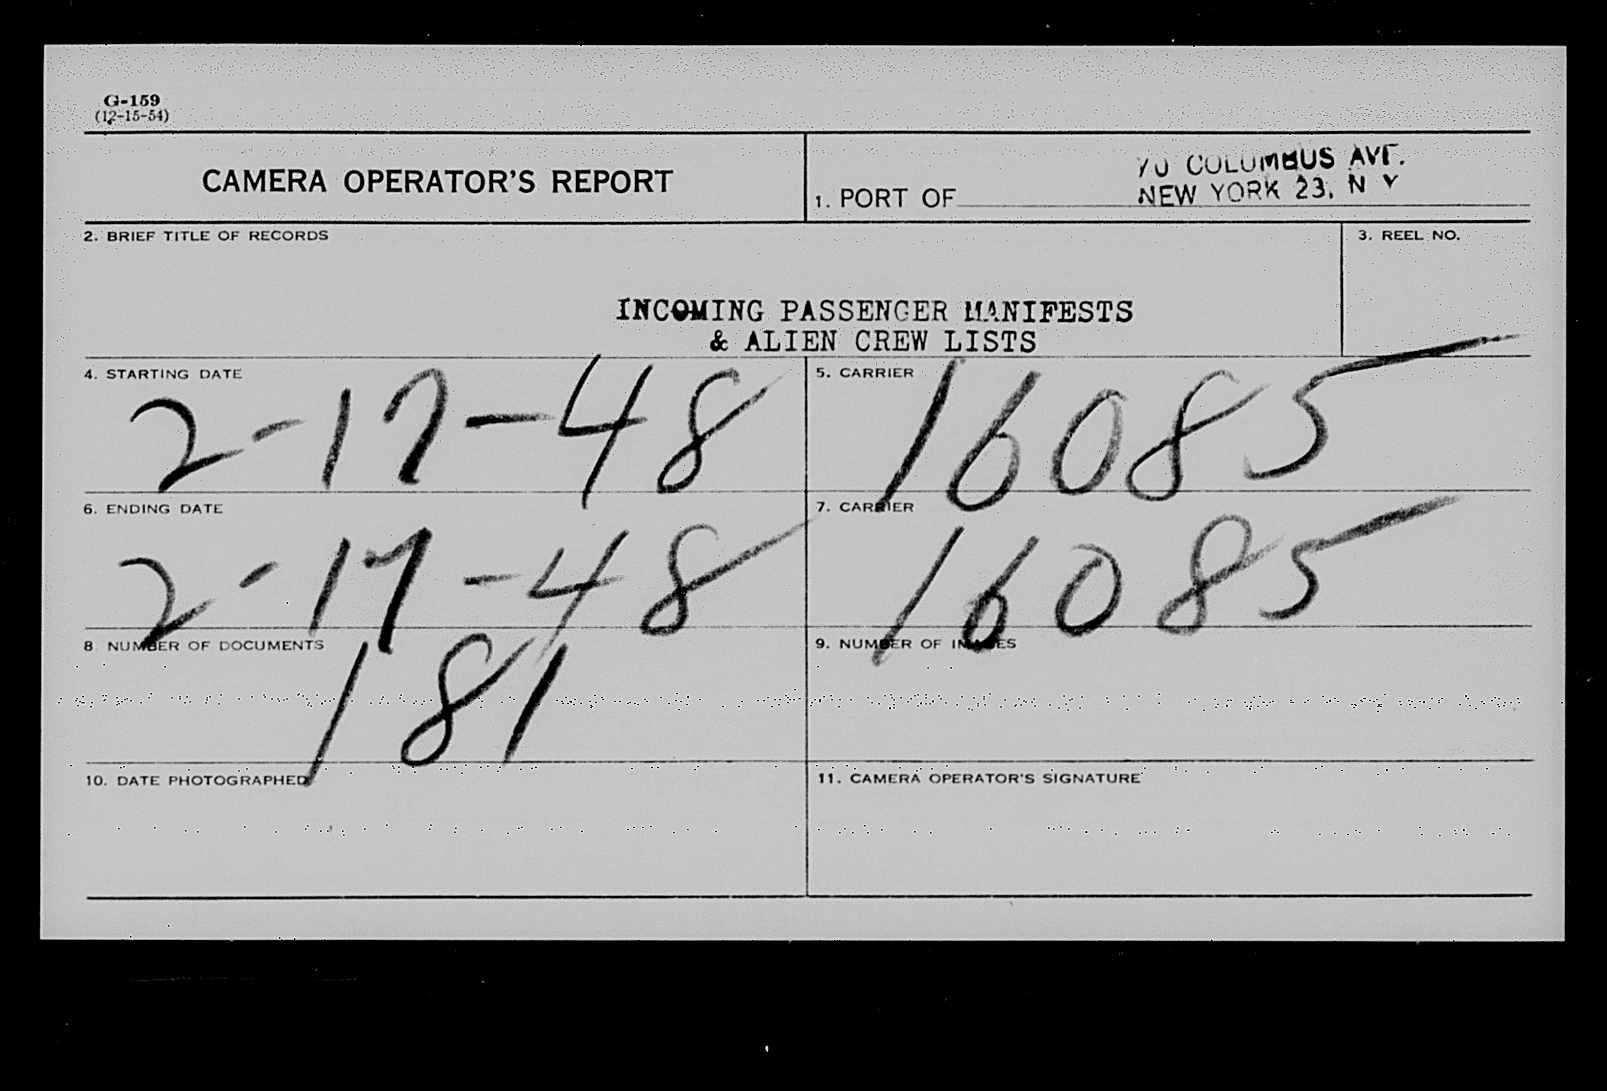 G-159
(12-15-54)
CAMERA OPERATOR'S REPORT
1. PORT OF
70 COLUMBUS AVE.
NEW YORK 23, N Y
2. BRIEF TITLE OF RECORDS
3. REEL NO.
INCOMING PASSENGER MANIFESTS
& ALIEN CREW LISTS
4. STARTING DATE
2-17-48
5. CARRIER
16085
6. ENDING DATE
2-17-48
7. CARRIER
16085
8 NUMBER OF DOCUMENTS
181
9. NUMBER OF IMAGES
10. DATE PHOTOGRAPHED
11. CAMERA OPERATOR'S SIGNATURE